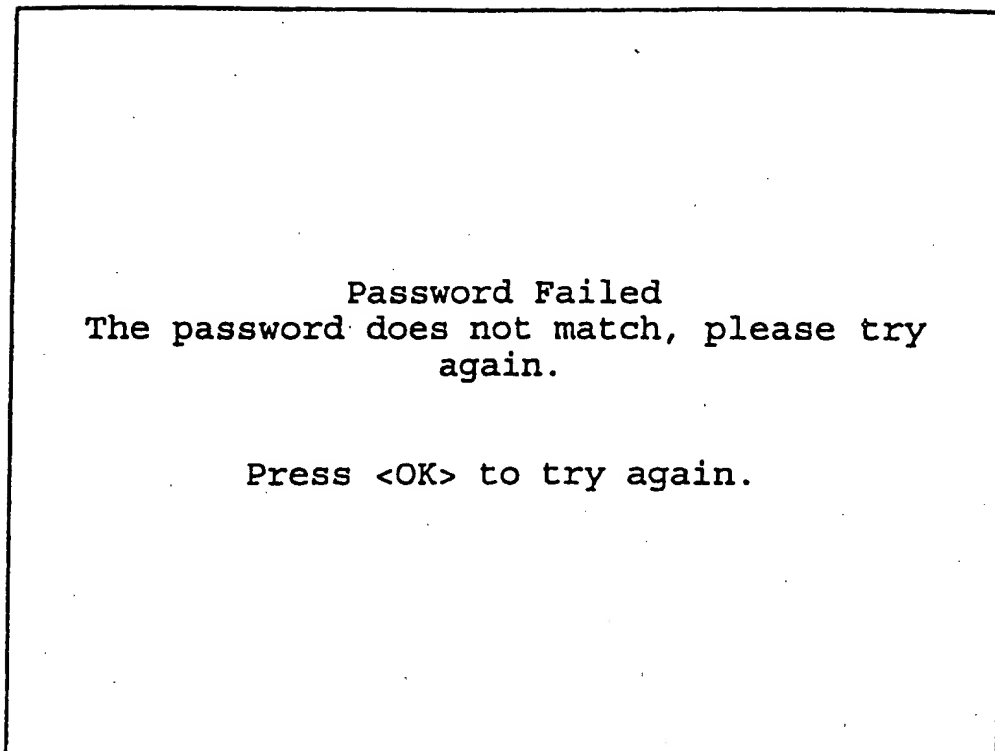 Password Failed
The password does not match, please try
again.
Press <OK> to try again.